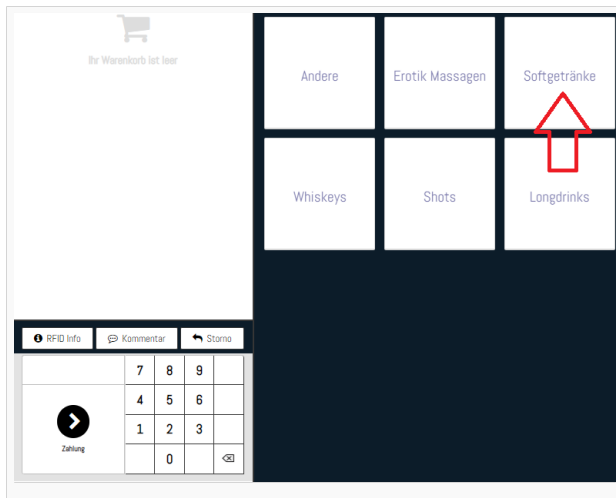 Ihr Warenkorb ist leer
Andere
Erotik Massagen
Softgetränke
Whiskeys
Shots
Longdrinks
RFID Info
Kommentar
Storno
7 8 9
4 5 6
1 2 3
0
Zahlung